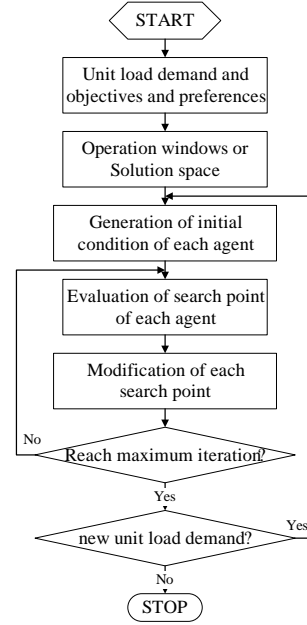 START
Unit load demand and
objectives and preferences
Operation windows or
Solution space
Generation of initial
condition of each agent
Evaluation of search point
of each agent
Modification of each
search point
No
Reach maximum iteration?
Yes
new unit load demand?
Yes
No
STOP